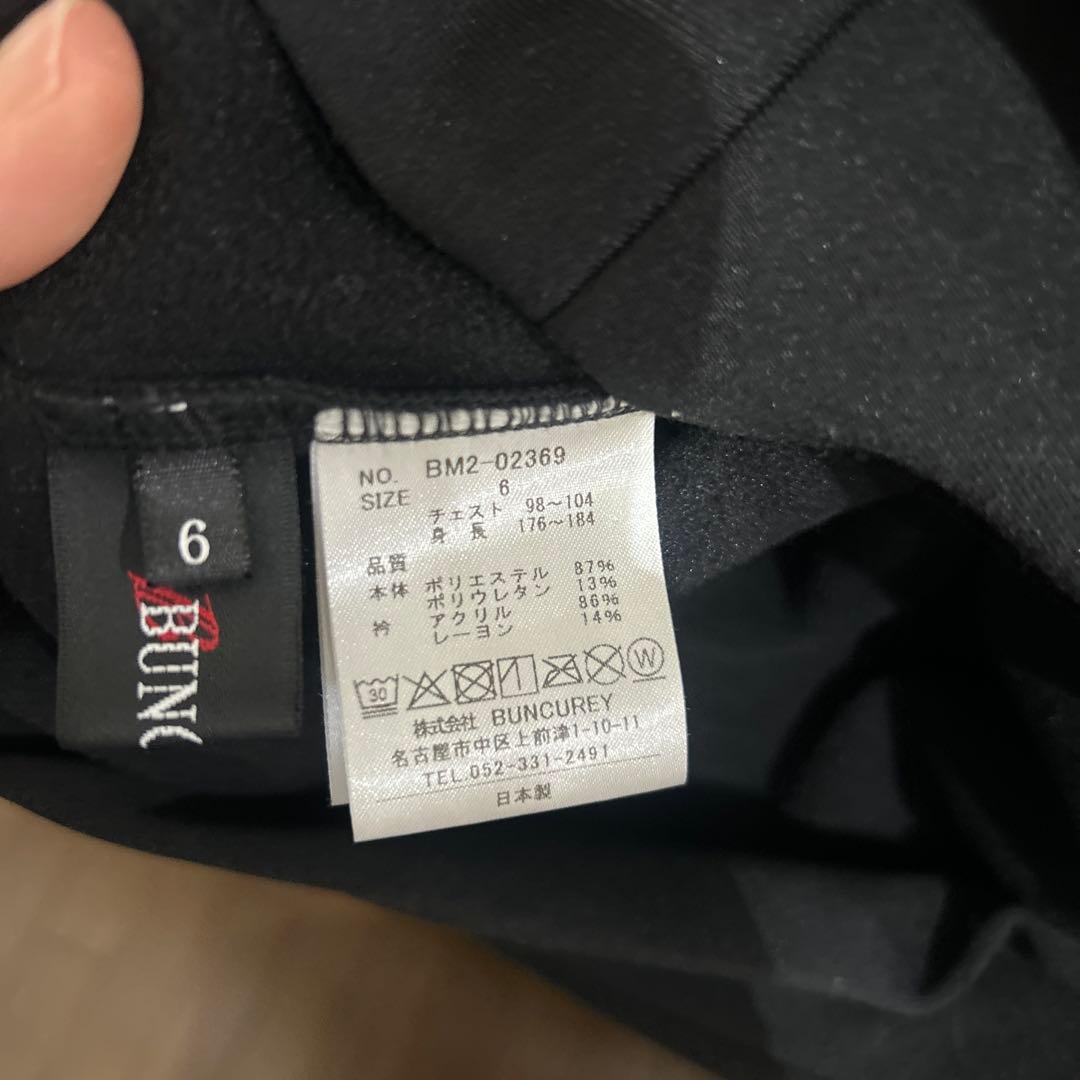 NO. BM2-02369
SIZE 6
チェスト 98～104
身 長 176～184
品質
本体 ポリエステル 87%
ポリウレタン 13%
衿 アクリル 86%
レーヨン 14%
30
W
株式会社 BUNCUREY
名古屋市中区上前津1-10-11
TEL.052-331-2491
日本製
6
BUNC